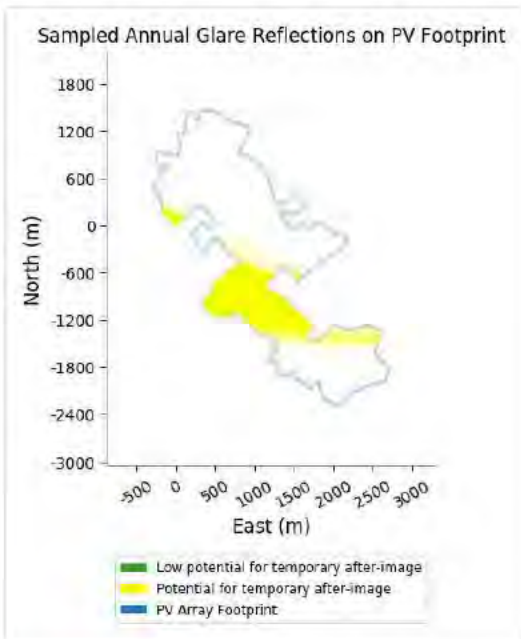 Sampled Annual Glare Reflections on PV Footprint
1800
1200
600
0
-600
-1200
-1800
-2400
-3000
North (m)
-500
0
500
1000
1500
2000
2500
3000
East (m)
Low potential for temporary after-image
Potential for temporary after-image
PV Array Footprint